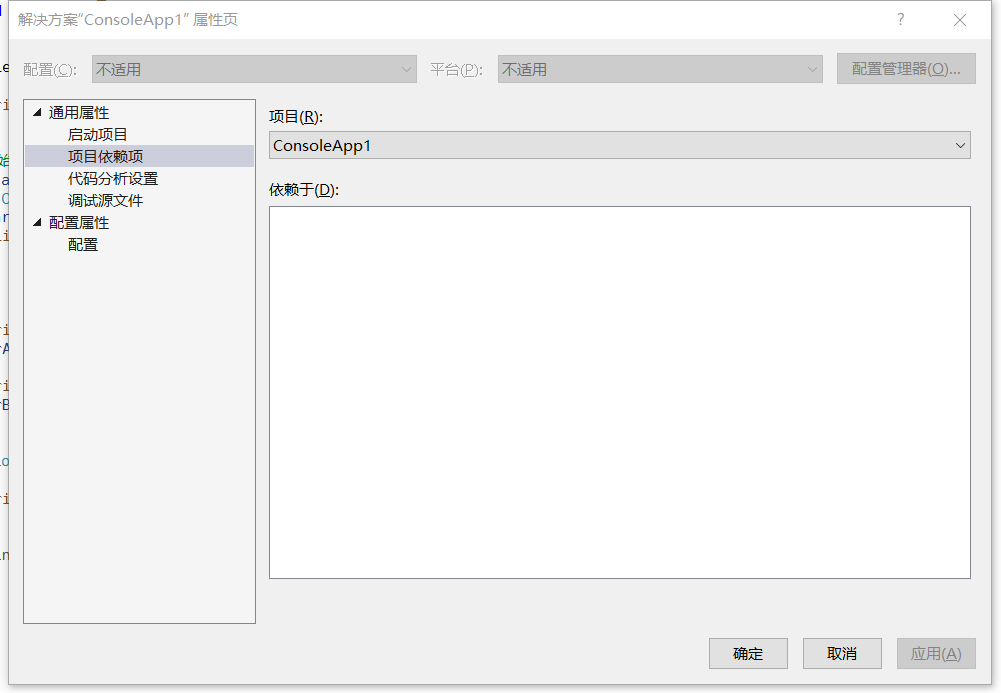 解决方案“ConsoleApp1” 属性页
配置(C): 不适用 平台(P): 不适用 配置管理器(O)...
通用属性
启动项目
项目依赖项
代码分析设置
调试源文件
配置属性
配置
项目(R):
ConsoleApp1
依赖于(D):
确定 取消 应用(A)